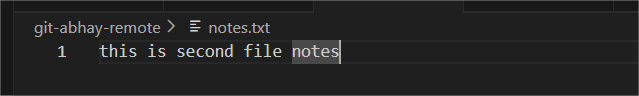 git-abhay-remote > notes.txt
1 this is second file notes